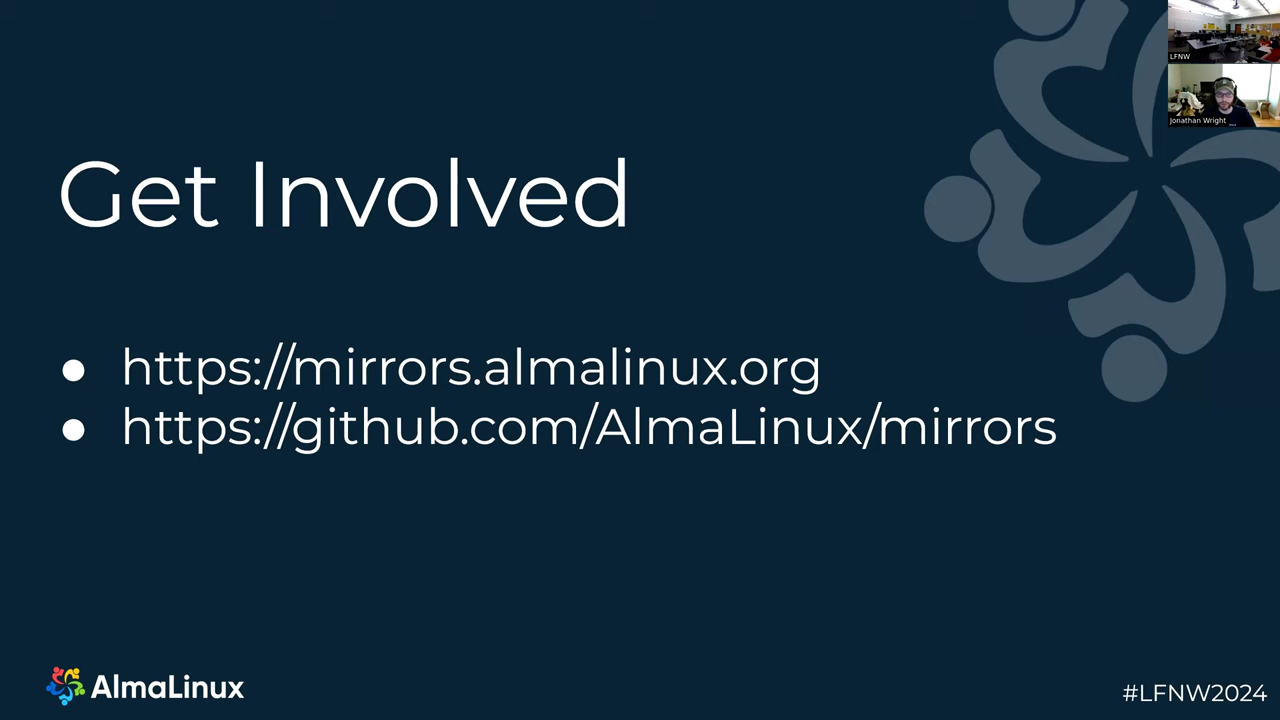 LFNW
Jonathan Wright
Get Involved
● https://mirrors.almalinux.org
● https://github.com/AlmaLinux/mirrors
AlmaLinux
#LFNW2024